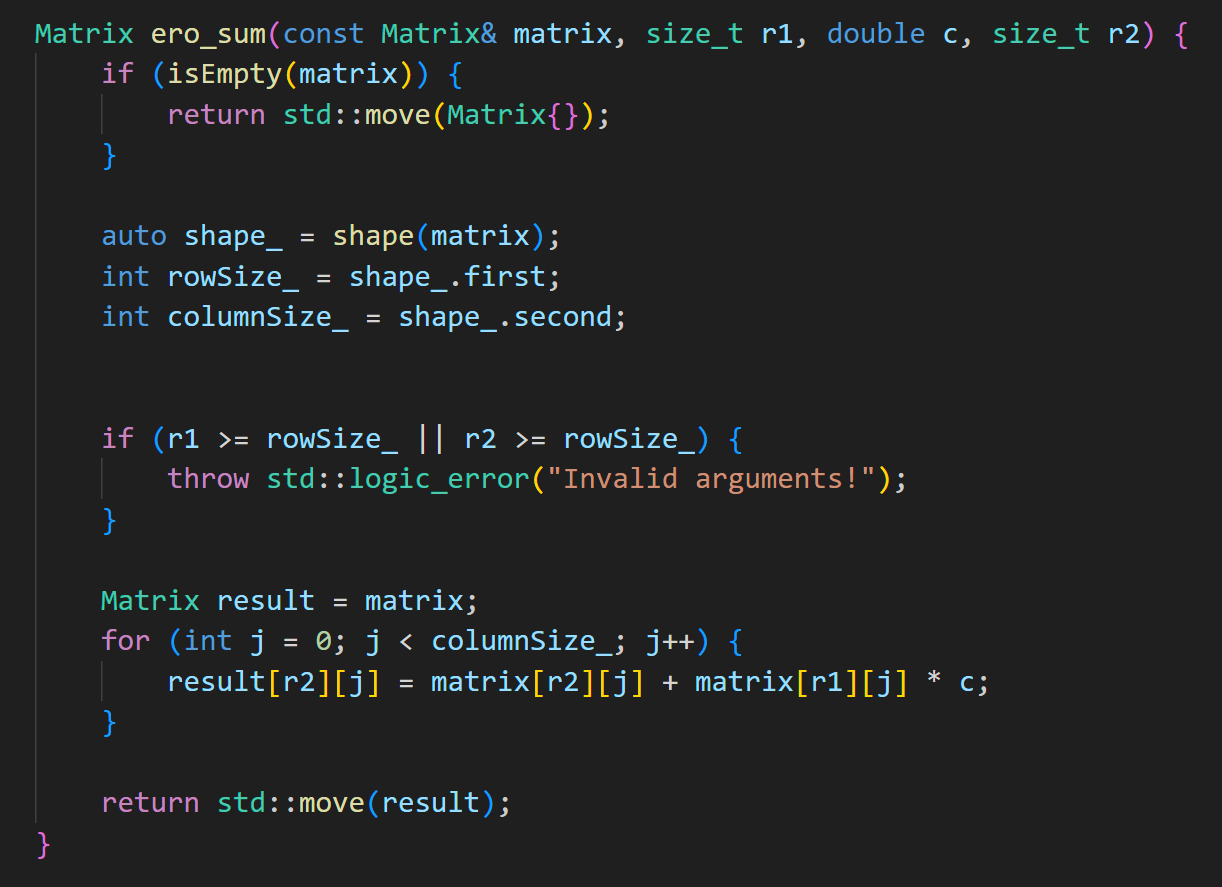 Matrix ero_sum(const Matrix& matrix, size_t r1, double c, size_t r2) {
    if (isEmpty(matrix)) {
        return std::move(Matrix{});
    }

    auto shape_ = shape(matrix);
    int rowSize_ = shape_.first;
    int columnSize_ = shape_.second;


    if (r1 >= rowSize_ || r2 >= rowSize_) {
        throw std::logic_error("Invalid arguments!");
    }

    Matrix result = matrix;
    for (int j = 0; j < columnSize_; j++) {
        result[r2][j] = matrix[r2][j] + matrix[r1][j] * c;
    }

    return std::move(result);
}